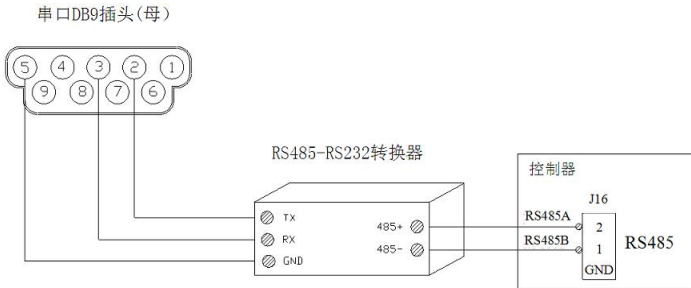 串口DB9插头(母)
5 4 3 2 1
9 8 7 6
RS485-RS232转换器
TX
RX
GND
485+
485-
控制器
J16
RS485A
RS485B
2
1
GND
RS485